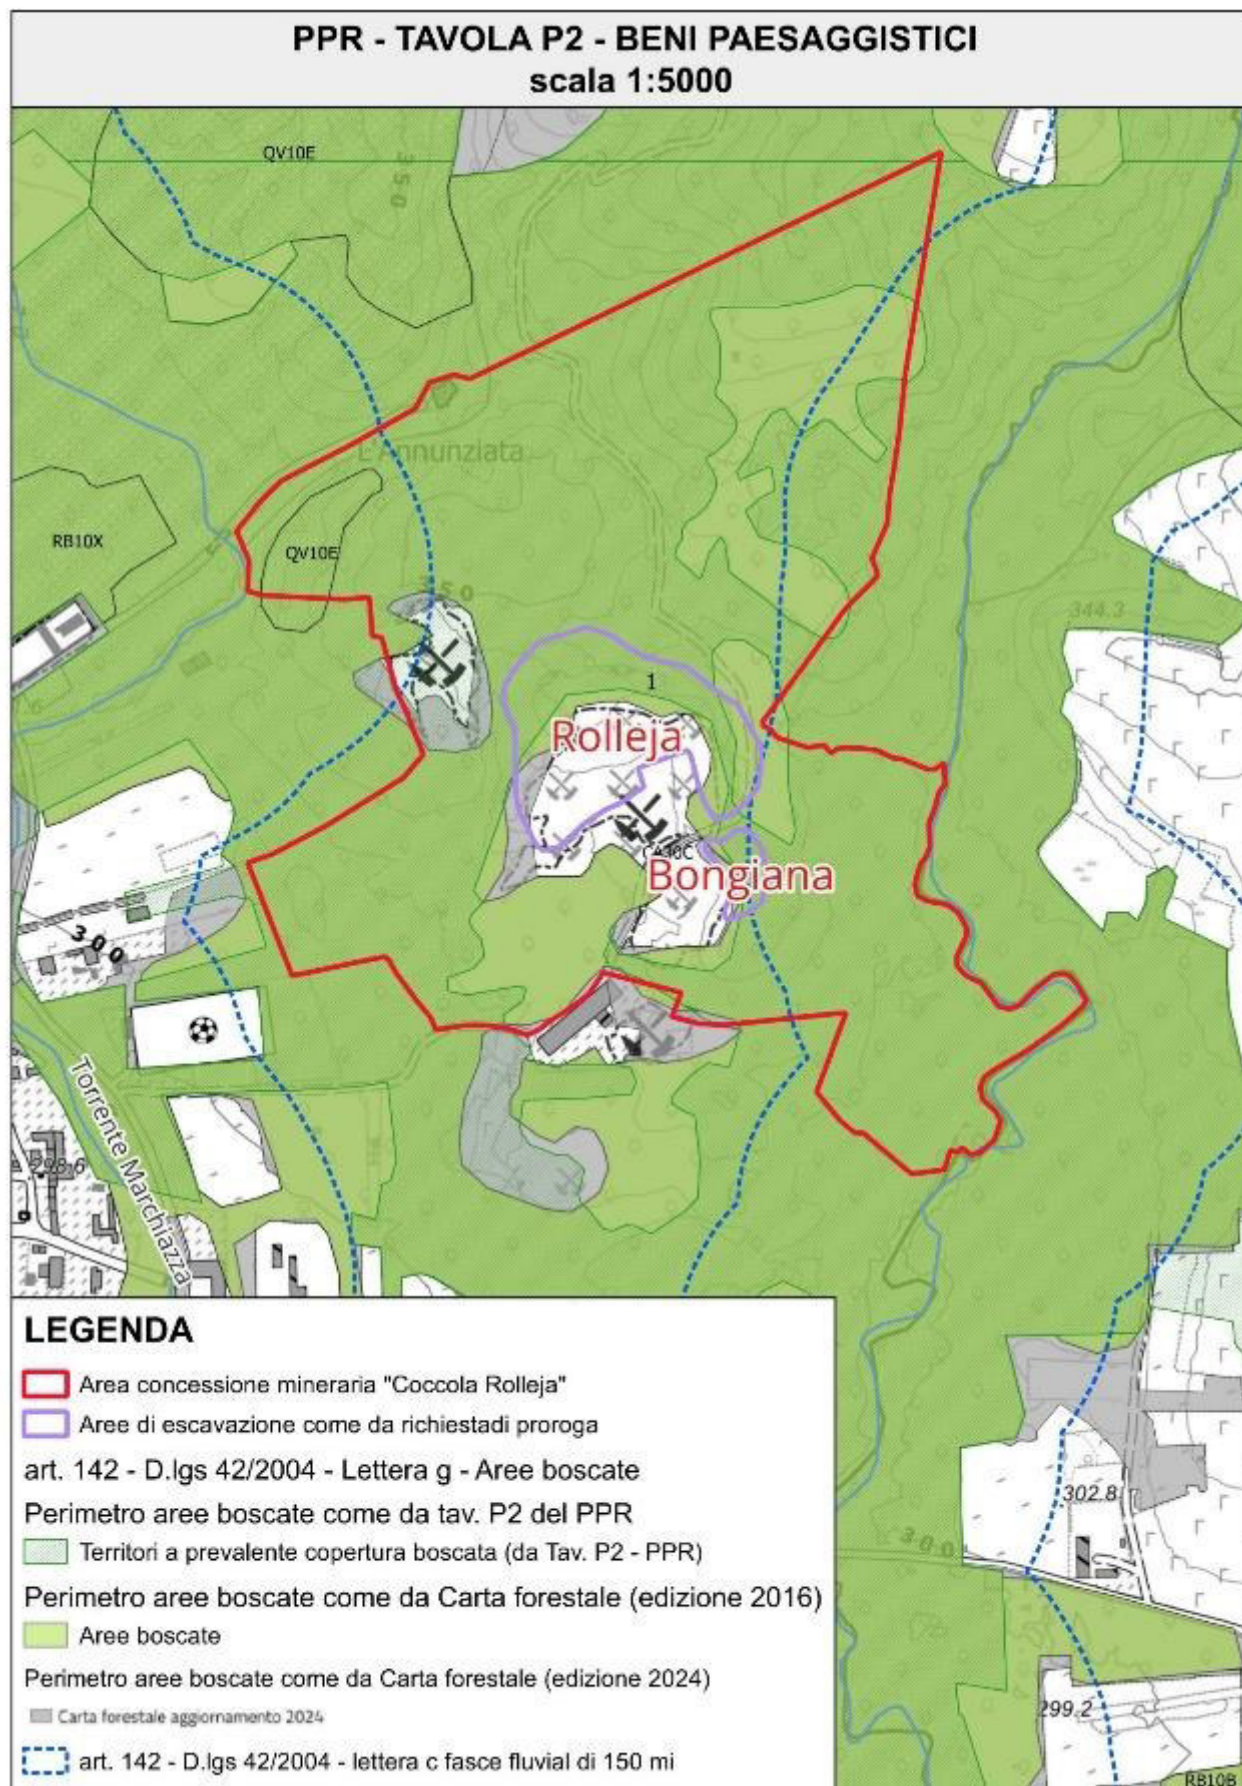 PPR - TAVOLA P2 - BENI PAESAGGISTICI
scala 1:5000
QV10E
350
L'Annunziata
RB10X
QV10E
350
344.3
1
Rolleja
CA30C
Bongiana
300
Torrente Marchiazza
298.6
302.8
300
299.2
RB10B
LEGENDA
Area concessione mineraria "Coccola Rolleja"
Aree di escavazione come da richiestadi proroga
art. 142 - D.lgs 42/2004 - Lettera g - Aree boscate
Perimetro aree boscate come da tav. P2 del PPR
Territori a prevalente copertura boscata (da Tav. P2 - PPR)
Perimetro aree boscate come da Carta forestale (edizione 2016)
Aree boscate
Perimetro aree boscate come da Carta forestale (edizione 2024)
Carta forestale aggiornamento 2024
art. 142 - D.lgs 42/2004 - lettera c fasce fluvial di 150 mi